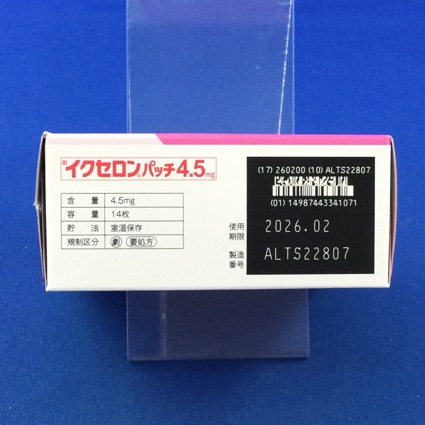 劇 イクセロンパッチ4.5mg
含 量 4.5mg
容 量 14枚
貯 法 室温保存
規制区分 劇 要処方
(17) 260200 (10) ALTS22807
(01) 14987443341071
使用期限 2026.02
製造番号 ALTS22807